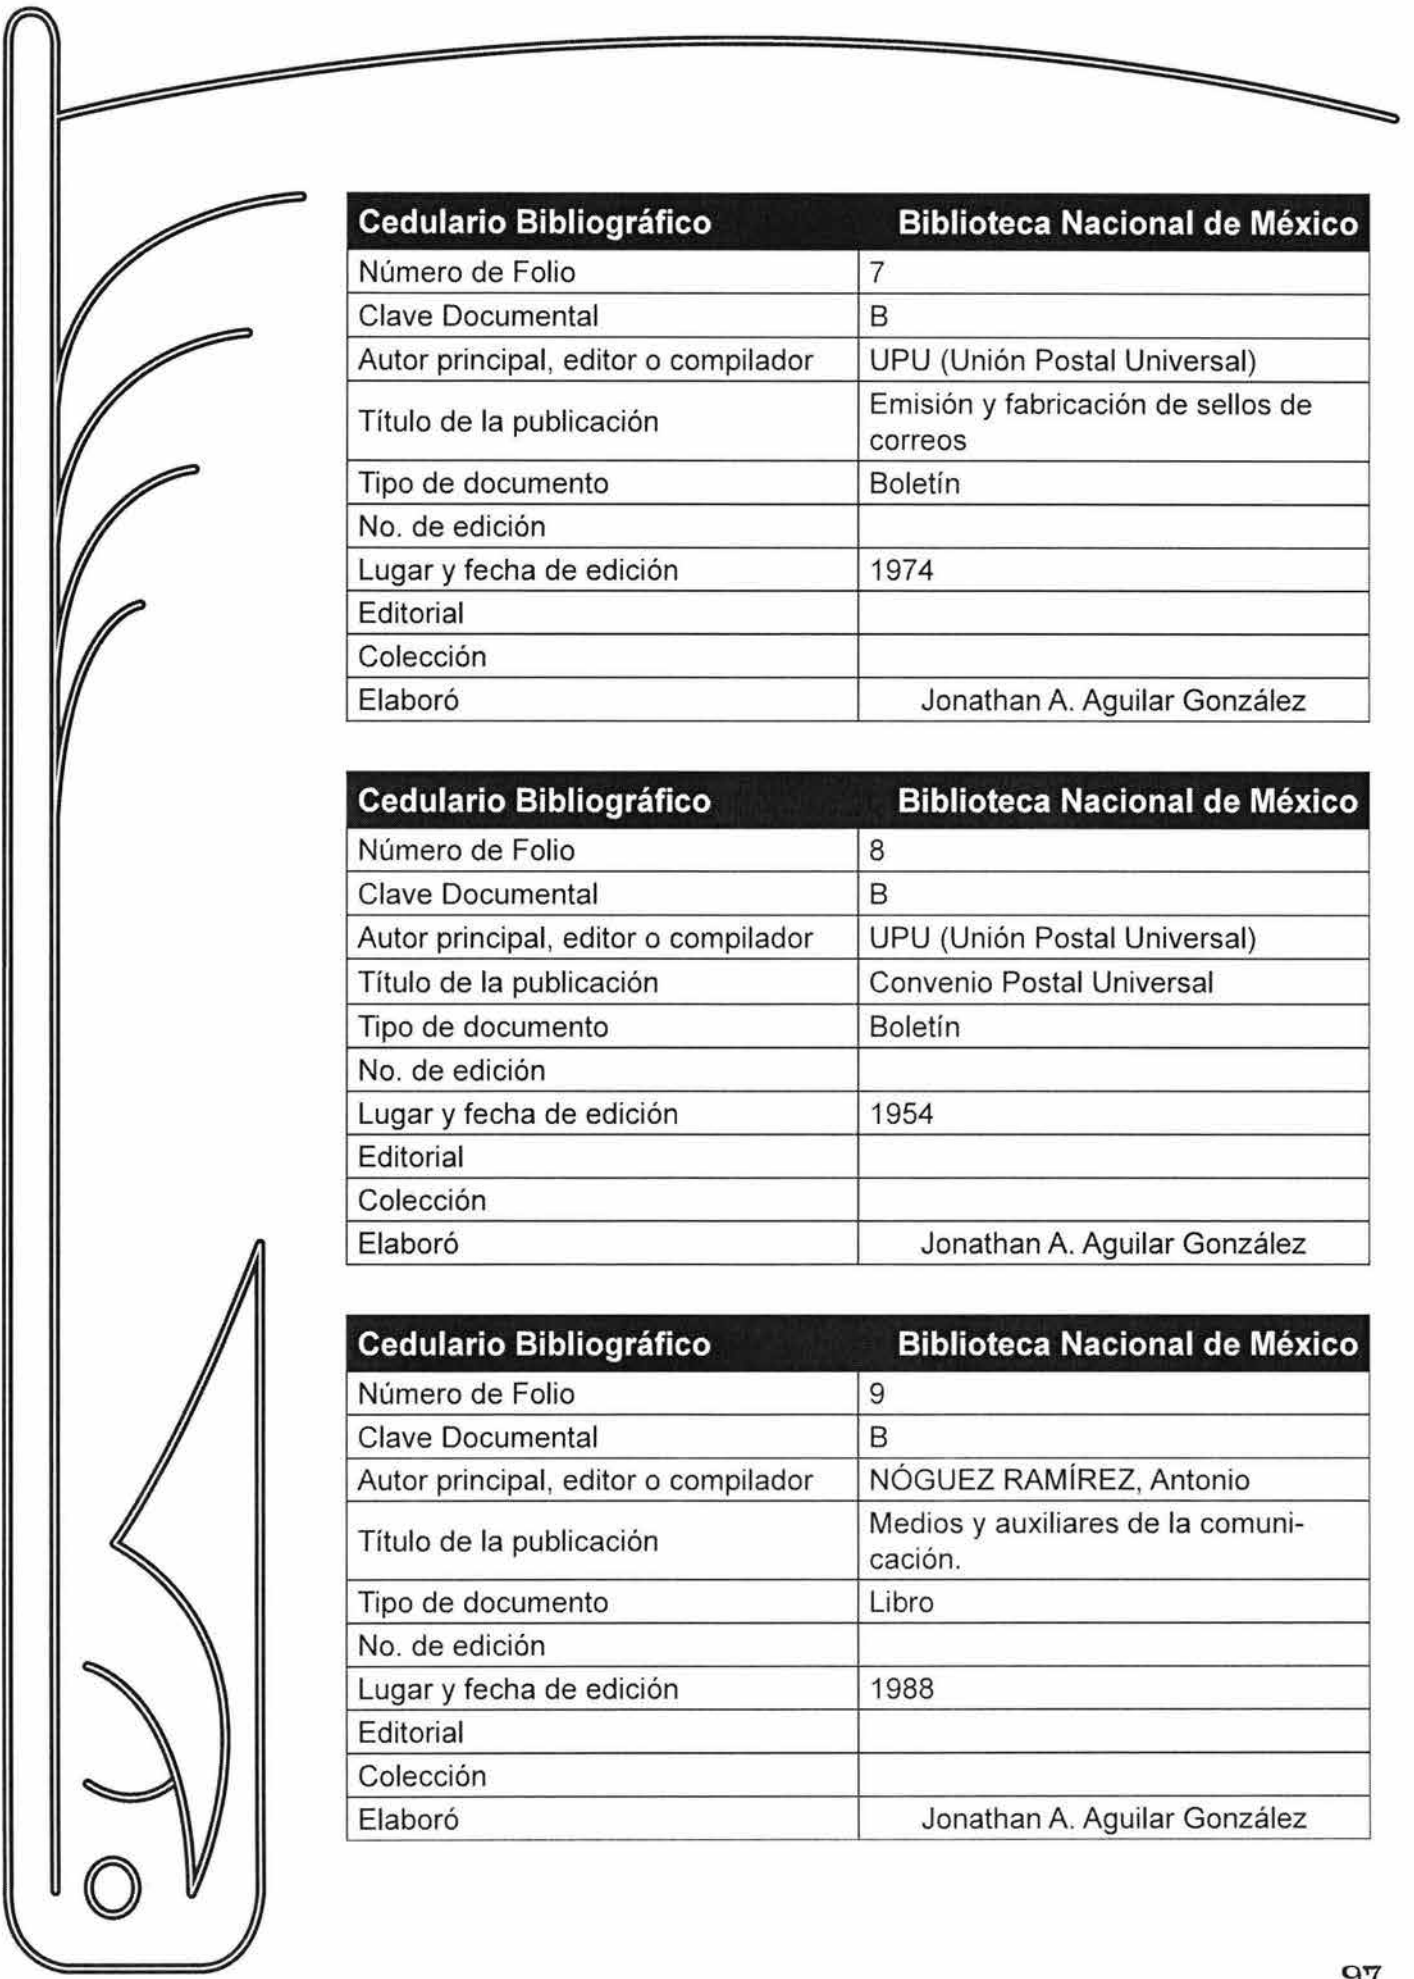 Cedulario Bibliográfico Biblioteca Nacional de México
Número de Folio 7
Clave Documental B
Autor principal, editor o compilador UPU (Unión Postal Universal)
Título de la publicación Emisión y fabricación de sellos de
correos
Tipo de documento Boletín
No. de edición
Lugar y fecha de edición 1974
Editorial
Colección
Elaboró Jonathan A. Aguilar González
Cedulario Bibliográfico Biblioteca Nacional de México
Número de Folio 8
Clave Documental B
Autor principal, editor o compilador UPU (Unión Postal Universal)
Título de la publicación Convenio Postal Universal
Tipo de documento Boletín
No. de edición
Lugar y fecha de edición 1954
Editorial
Colección
Elaboró Jonathan A. Aguilar González
Cedulario Bibliográfico Biblioteca Nacional de México
Número de Folio 9
Clave Documental B
Autor principal, editor o compilador NÓGUEZ RAMÍREZ, Antonio
Título de la publicación Medios y auxiliares de la comuni-
cación.
Tipo de documento Libro
No. de edición
Lugar y fecha de edición 1988
Editorial
Colección
Elaboró Jonathan A. Aguilar González